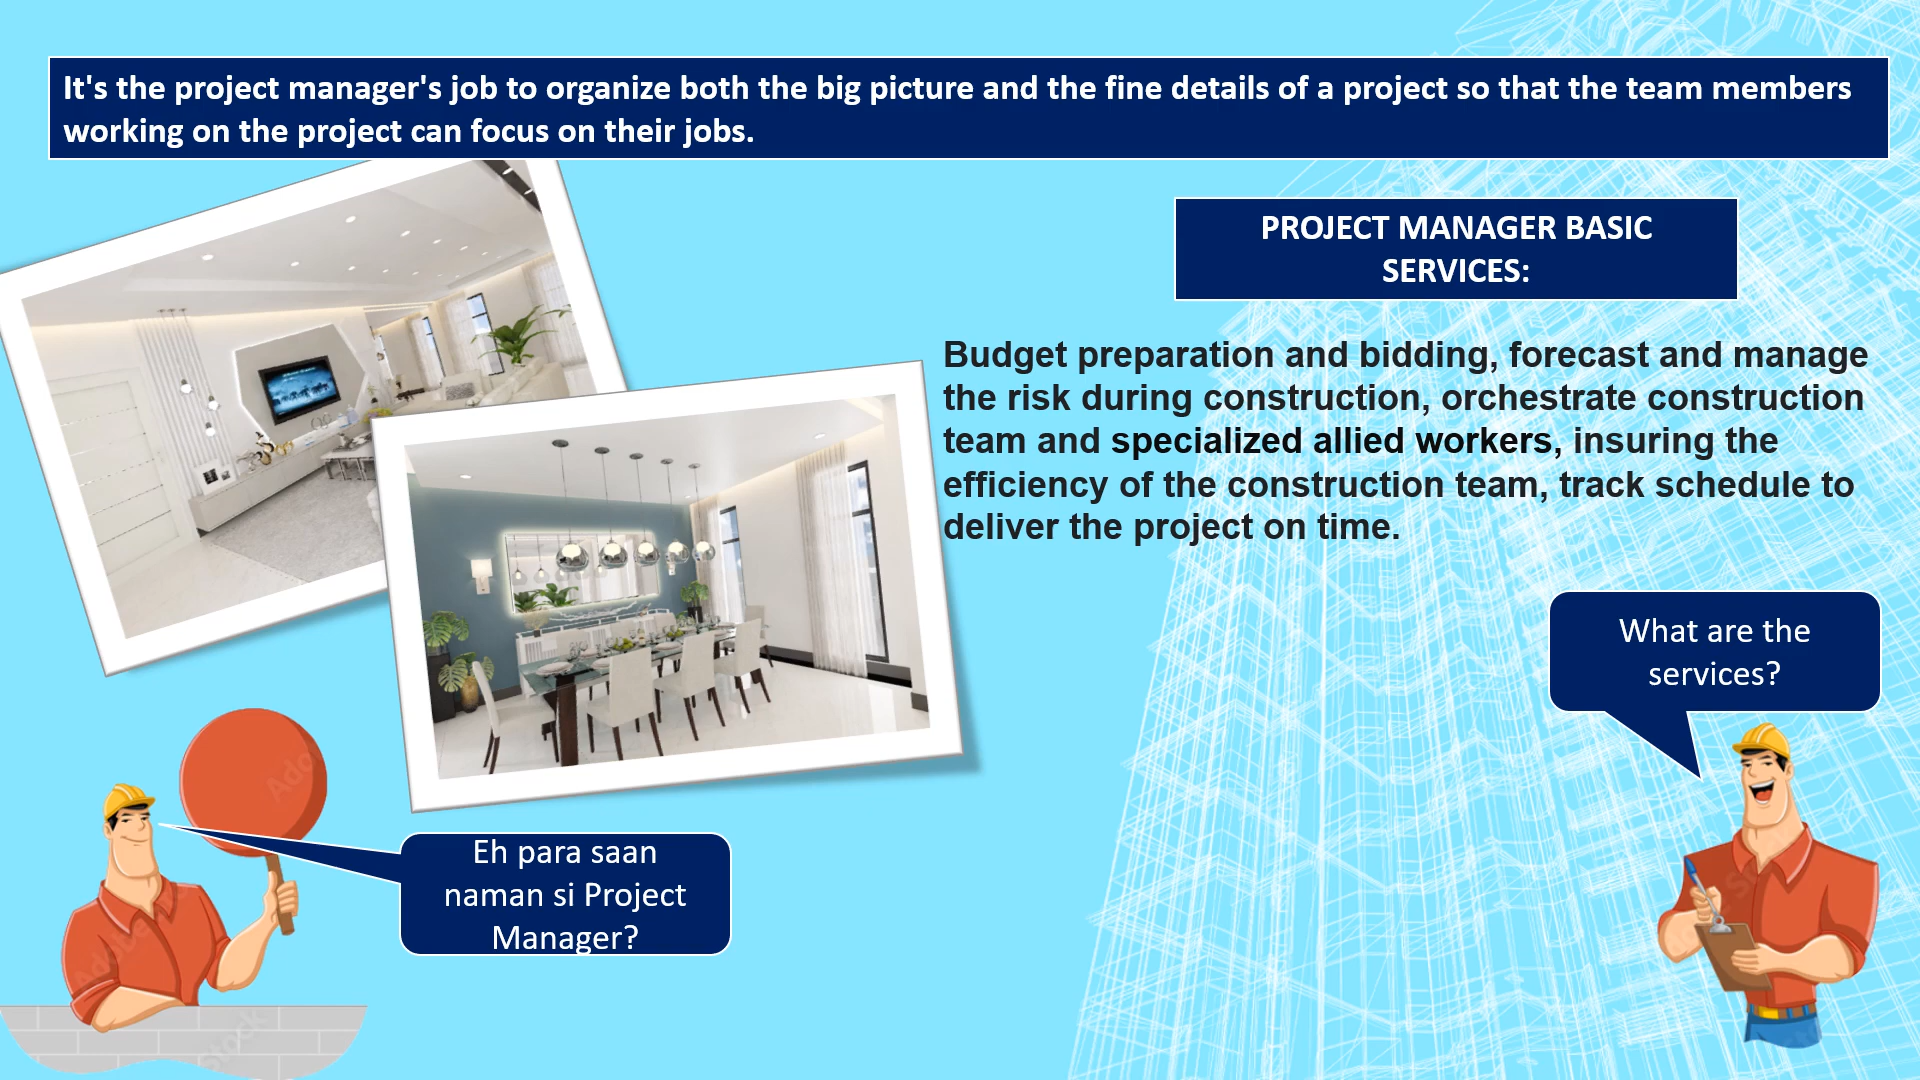 It's the project manager's job to organize both the big picture and the fine details of a project so that the team members
working on the project can focus on their jobs.
PROJECT MANAGER BASIC
SERVICES:
Budget preparation and bidding, forecast and manage
the risk during construction, orchestrate construction
team and specialized allied workers, insuring the
efficiency of the construction team, track schedule to
deliver the project on time.
What are the
services?
Eh para saan
naman si Project
Manager?